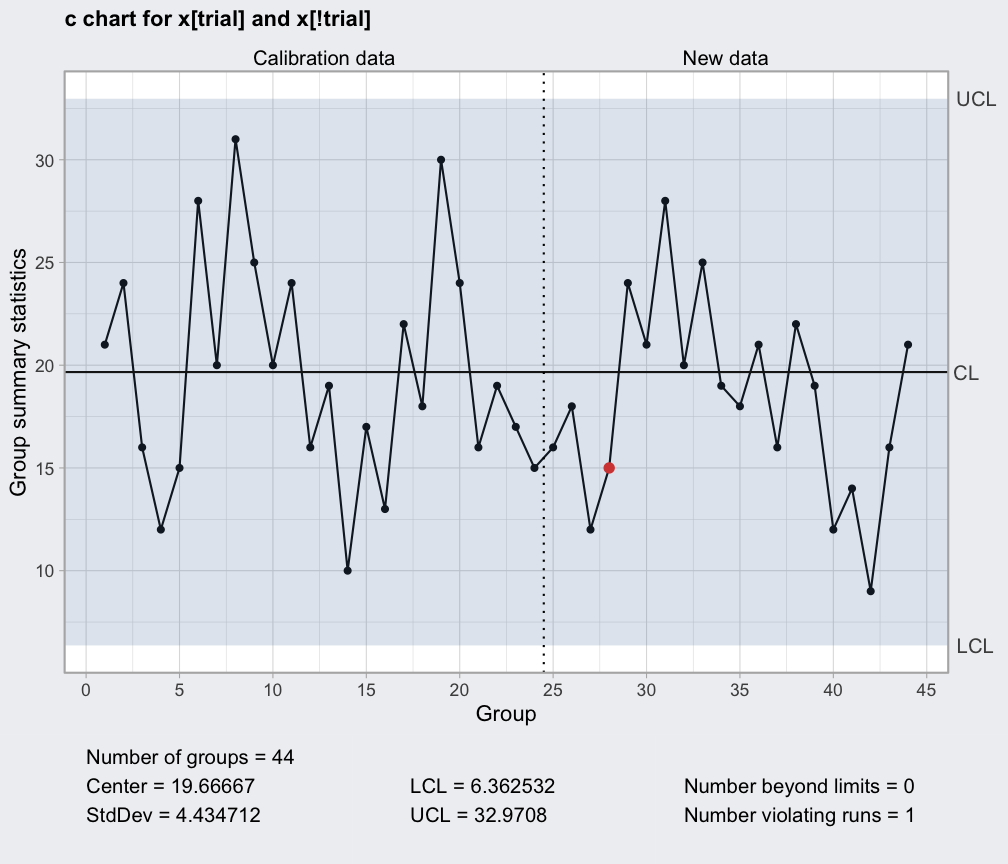 c chart for x[trial] and x[!trial]
Calibration data
New data
UCL
CL
LCL
Group summary statistics
30
25
20
15
10
0 5 10 15 20 25 30 35 40 45
Group
Number of groups = 44
Center = 19.66667
StdDev = 4.434712
LCL = 6.362532
UCL = 32.9708
Number beyond limits = 0
Number violating runs = 1